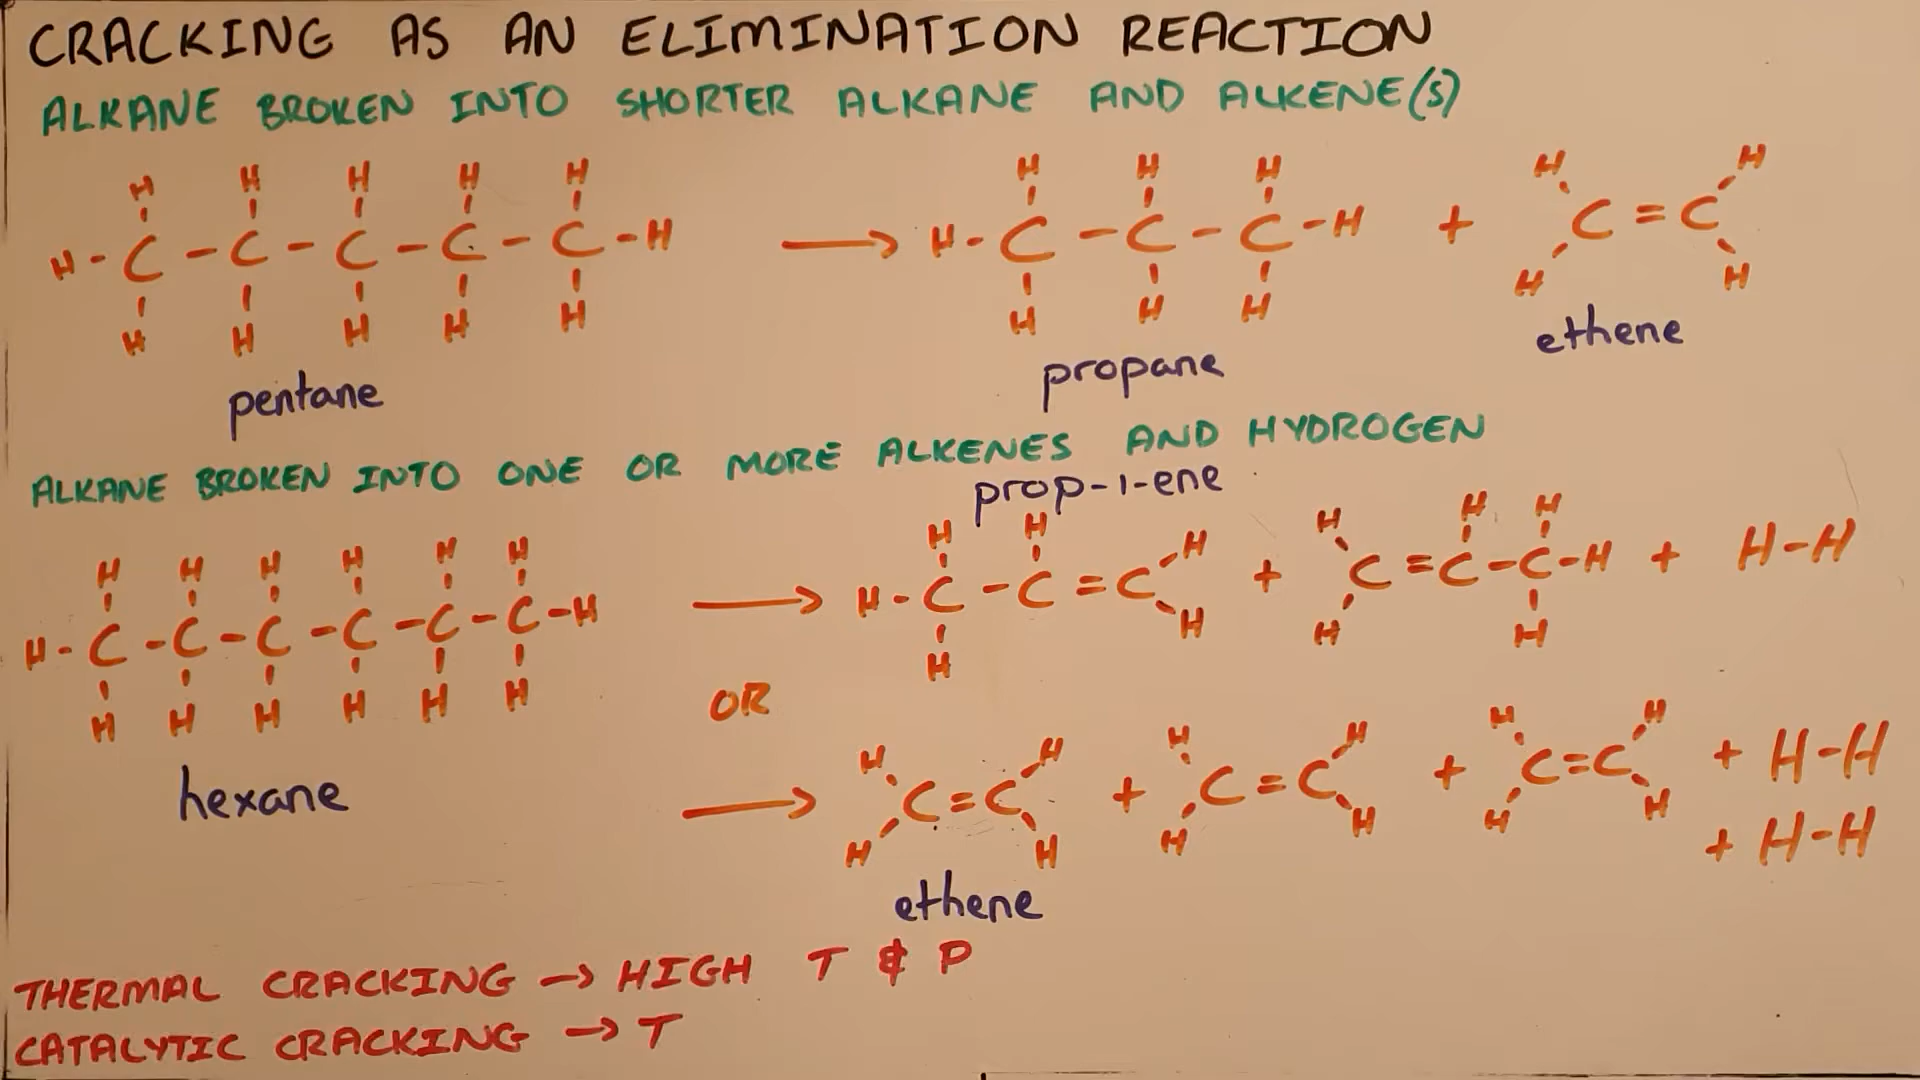 CRACKING AS AN ELIMINATION REACTION
ALKANE BROKEN INTO SHORTER ALKANE AND ALKENE(S)
H H H H H H H H H H
H-C-C-C-C-C-H → H-C-C-C-H + C=C
H H H H H H H H H H
ethene
pentane propane
ALKANE BROKEN INTO ONE OR MORE ALKENES AND HYDROGEN
prop-1-ene
H H H H H H H H H H H H
H-C-C-C-C-C-C-H → H-C-C=C + C=C-C-H + H-H
H H H H H H H H H H
OR
H H H H H H
hexane → C=C + C=C + C=C + H-H
H H H H H H + H-H
ethene
THERMAL CRACKING → HIGH T & P
CATALYTIC CRACKING → T